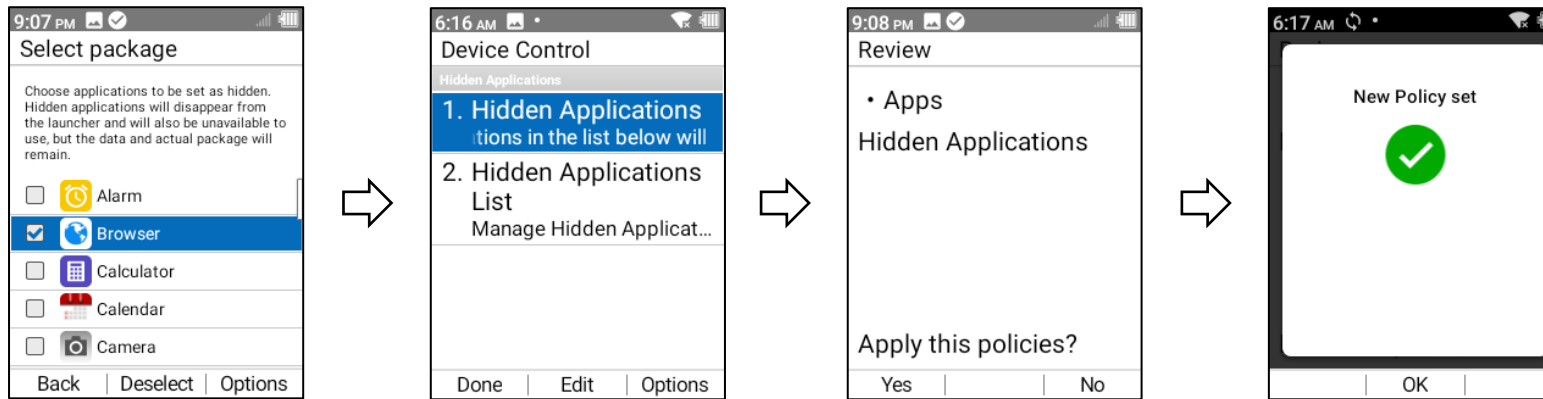 9:07 PM
Select package
Choose applications to be set as hidden.
Hidden applications will disappear from
the launcher and will also be unavailable to
use, but the data and actual package will
remain.
Alarm
Browser
Calculator
Calendar
Camera
Back Deselect Options
6:16 AM
Device Control
Hidden Applications
1. Hidden Applications
tions in the list below will
2. Hidden Applications
List
Manage Hidden Applicat...
Done Edit Options
9:08 PM
Review
• Apps
Hidden Applications
Apply this policies?
Yes No
6:17 AM
New Policy set
OK